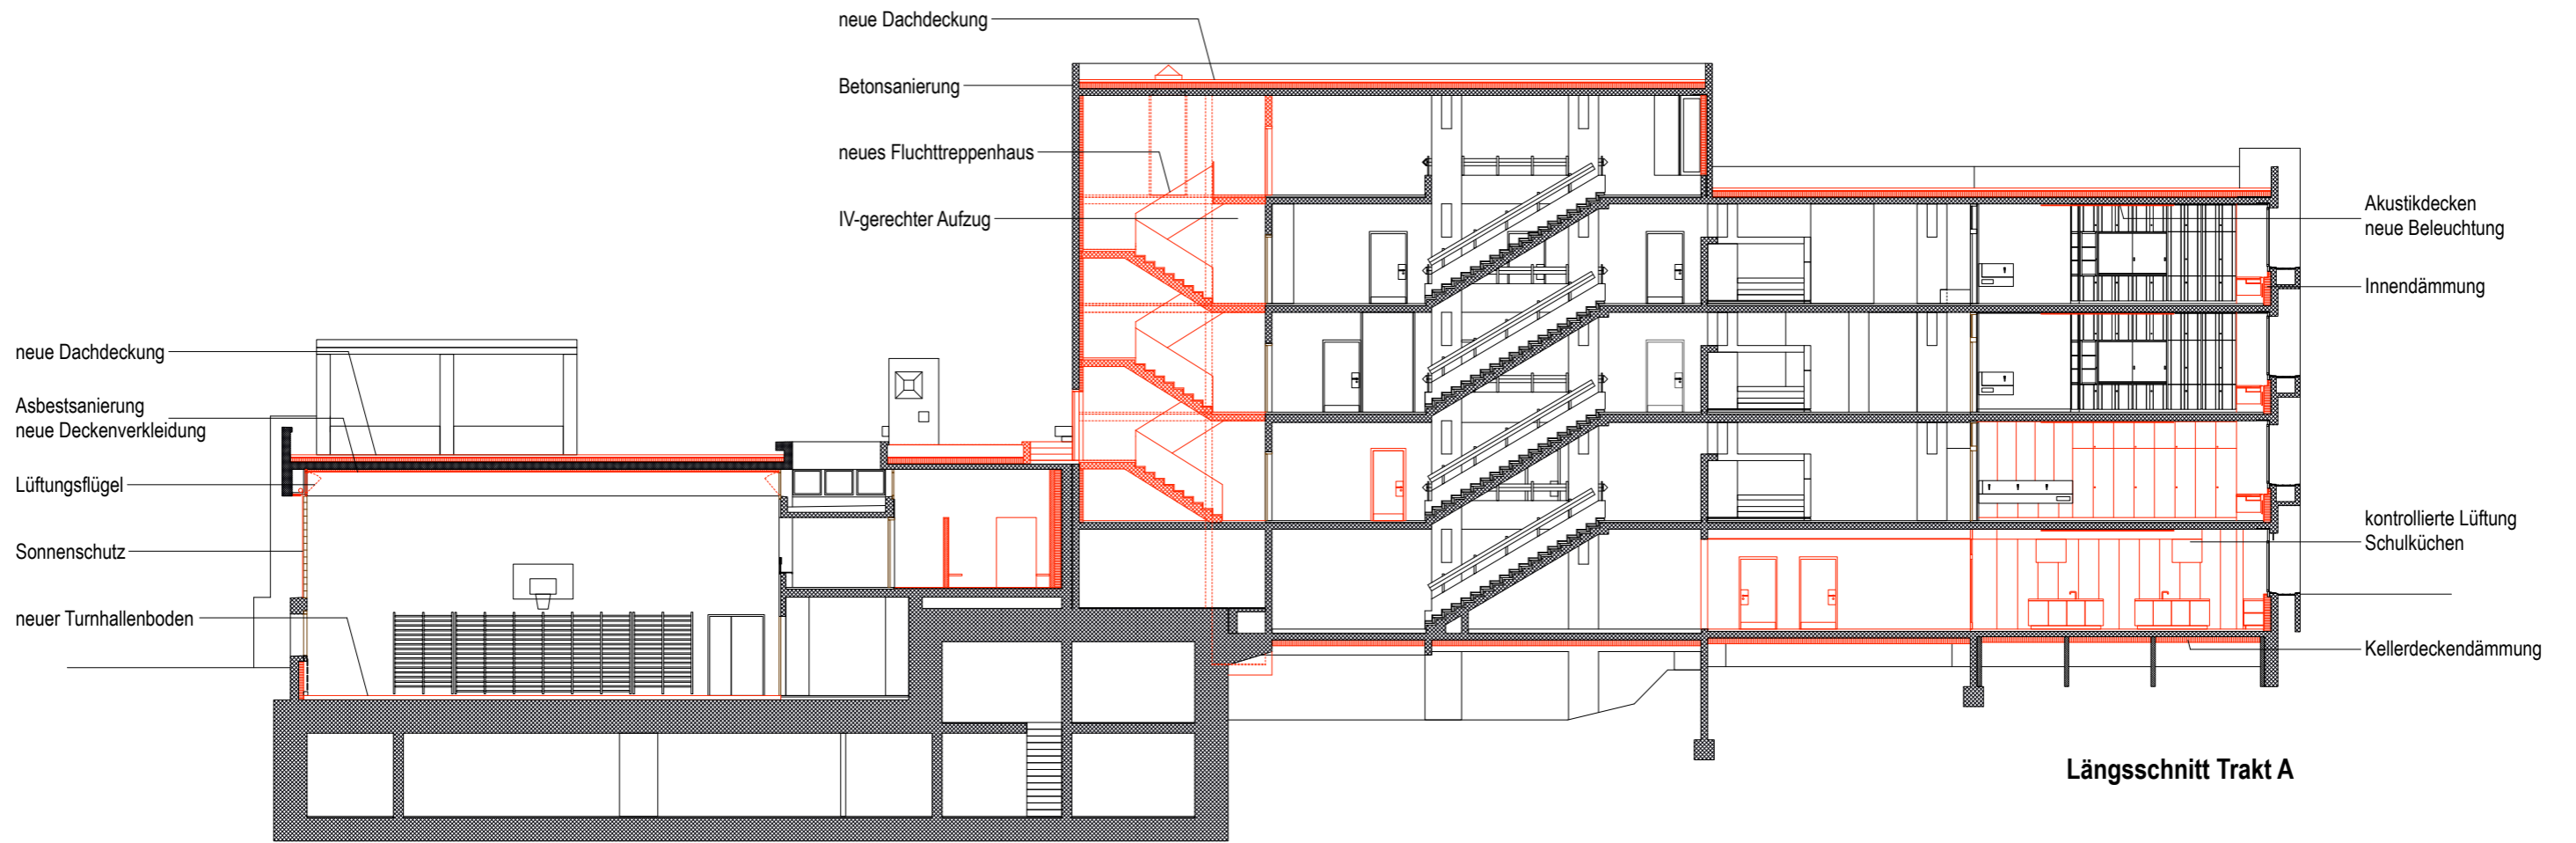 neue Dachdeckung
Betonsanierung
neues Fluchttreppenhaus
IV-gerechter Aufzug
neue Dachdeckung
Asbestsanierung
neue Deckenverkleidung
Lüftungsflügel
Sonnenschutz
neuer Turnhallenboden
Akustikdecken
neue Beleuchtung
Innendämmung
kontrollierte Lüftung
Schulküchen
Kellerdeckendämmung
Längsschnitt Trakt A